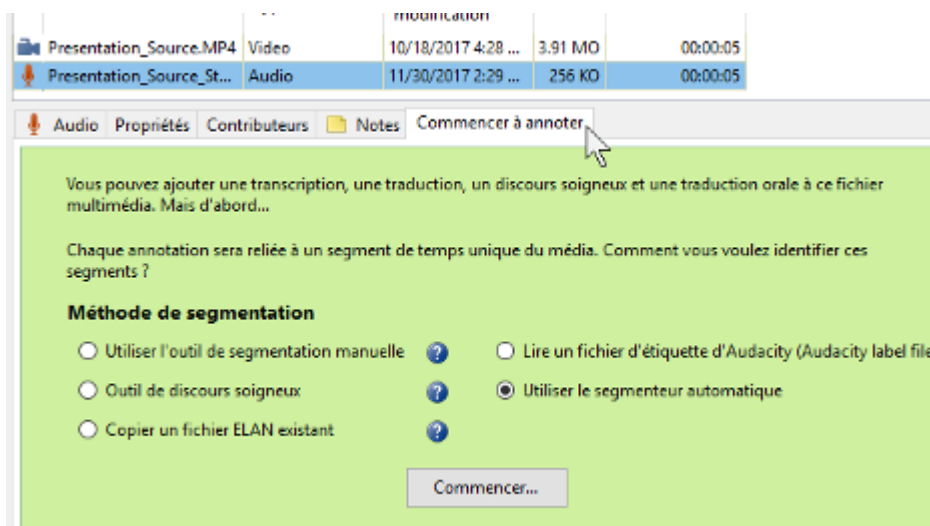 modification
Presentation_Source.MP4 Video 10/18/2017 4:28 ... 3.91 MO 00:00:05
Presentation_Source_St... Audio 11/30/2017 2:29 ... 256 KO 00:00:05
Audio Propriétés Contributeurs Notes Commencer à annoter
Vous pouvez ajouter une transcription, une traduction, un discours soigneux et une traduction orale à ce fichier
multimédia. Mais d'abord...
Chaque annotation sera reliée à un segment de temps unique du média. Comment vous voulez identifier ces
segments ?
Méthode de segmentation
Utiliser l'outil de segmentation manuelle Lire un fichier d'étiquette d'Audacity (Audacity label file
Outil de discours soigneux Utiliser le segmenteur automatique
Copier un fichier ELAN existant
Commencer...